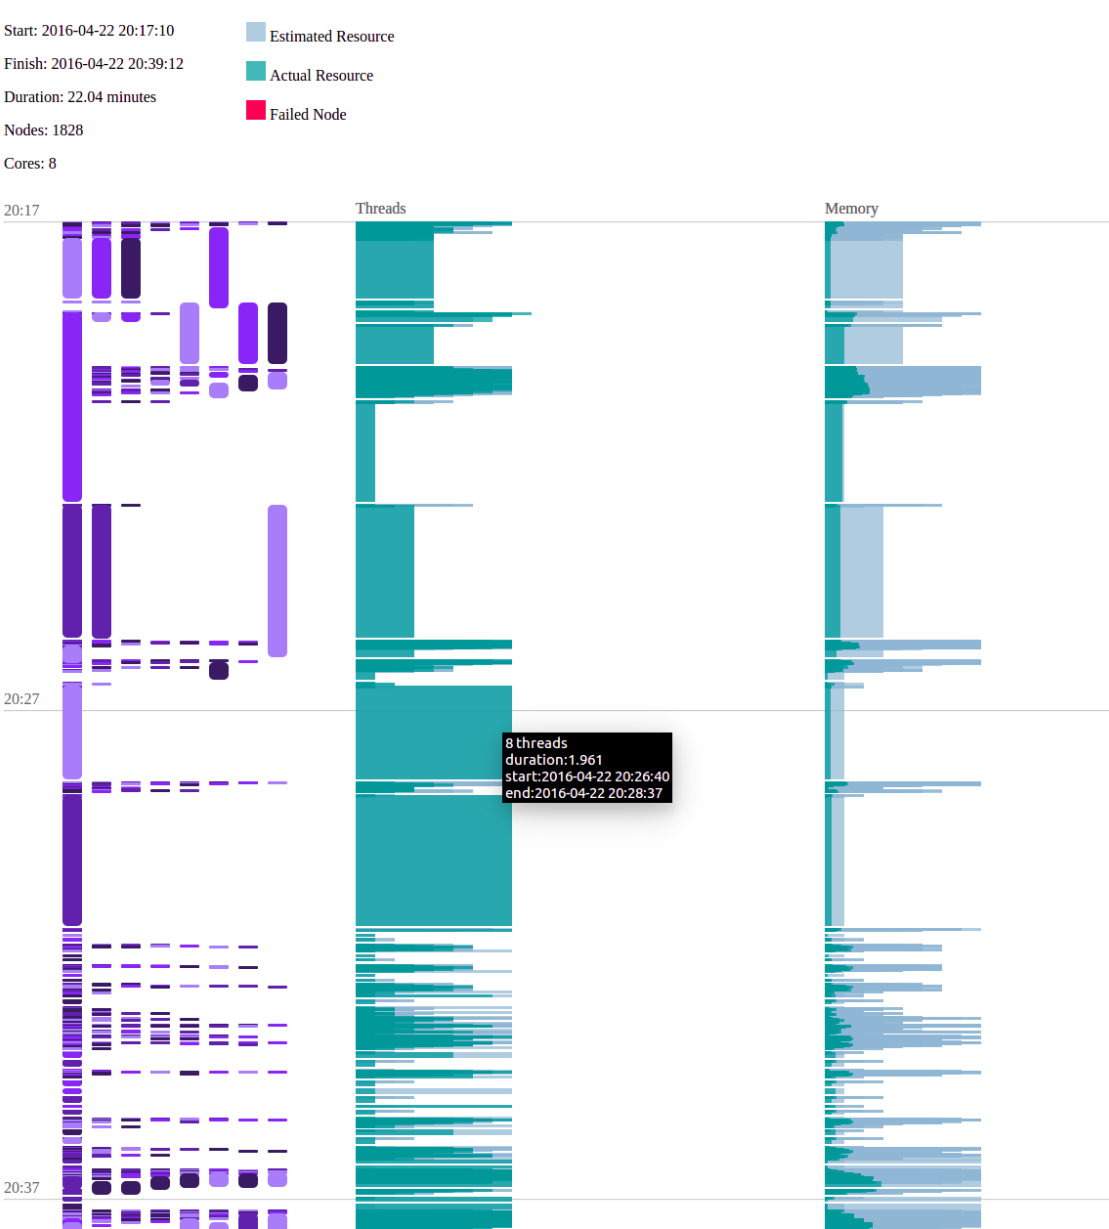 Start: 2016-04-22 20:17:10
Finish: 2016-04-22 20:39:12
Duration: 22.04 minutes
Nodes: 1828
Cores: 8
Estimated Resource
Actual Resource
Failed Node
20:17
Threads
Memory
20:27
8 threads
duration:1.961
start:2016-04-22 20:26:40
end:2016-04-22 20:28:37
20:37